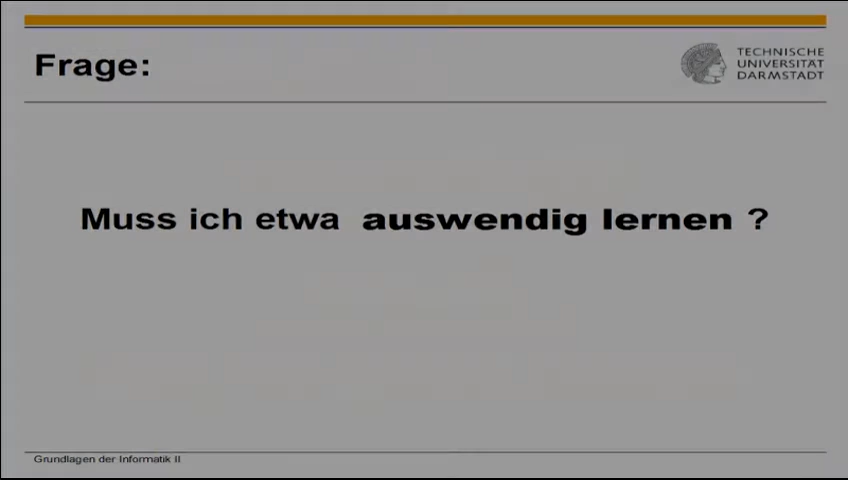 Frage:
TECHNISCHE
UNIVERSITÄT
DARMSTADT
Muss ich etwa auswendig lernen ?
Grundlagen der Informatik II